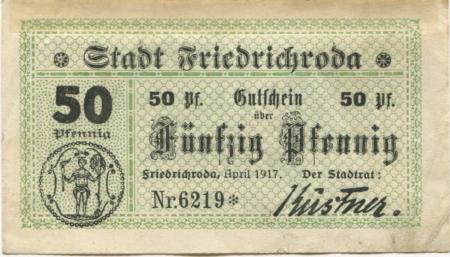 Stadt Friedrichroda
50 Pfennig
50 Pf. Gutschein 50 Pf.
über
Fünfzig Pfennig
Friedrichroda, April 1917. Der Stadtrat:
Nr. 6219* Küstner.